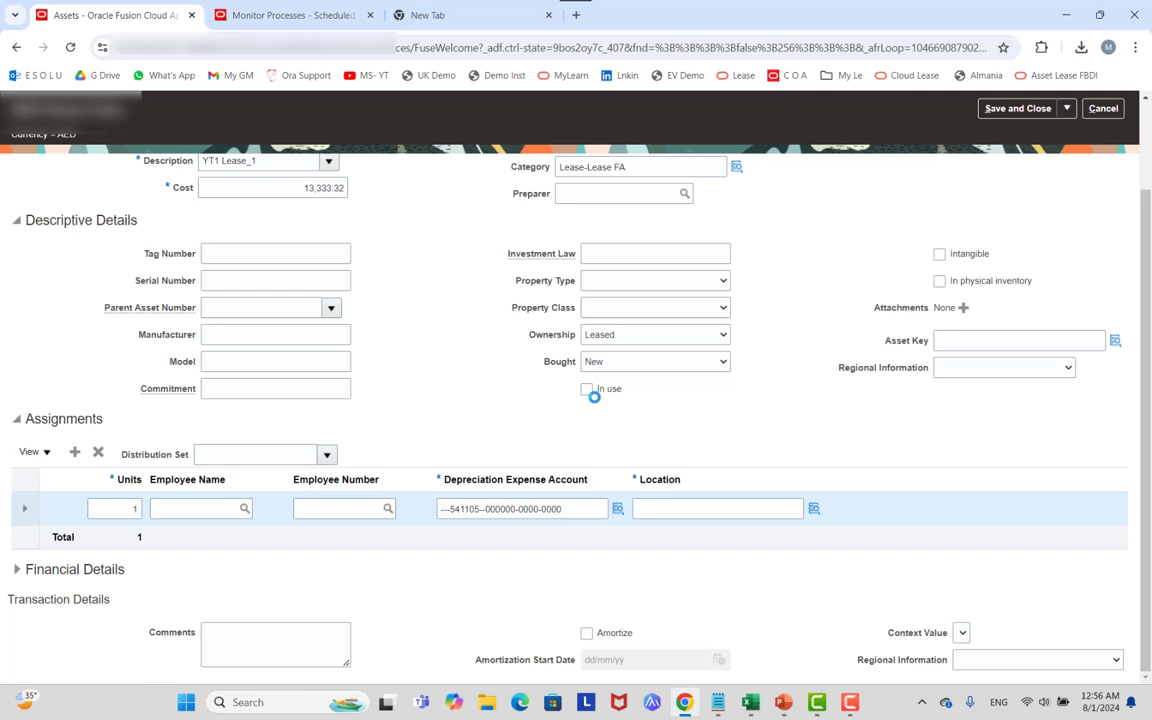 Assets - Oracle Fusion Cloud Ap
Monitor Processes - Scheduled
New Tab
ces/FuseWelcome?_adf.ctrl-state=9bos2oy7c_407&fnd=%3B%3B%3B%3Bfalse%3B256%3B%3B%3B&_afrLoop=104669087902...
M
E S O L U
G Drive
What's App
My GM
Ora Support
MS- YT
UK Demo
Demo Inst
MyLearn
Lnkin
EV Demo
Lease
C O A
My Le
Cloud Lease
Almania
Asset Lease FBDI
Save and Close
Cancel
Currency = AED
* Description YT1 Lease_1
Category Lease-Lease FA
* Cost 13,333.32
Preparer
Descriptive Details
Tag Number
Investment Law
Intangible
Serial Number
Property Type
In physical inventory
Parent Asset Number
Property Class
Attachments None
Manufacturer
Ownership Leased
Asset Key
Model
Bought New
Regional Information
Commitment
In use
Assignments
View
Distribution Set
* Units Employee Name Employee Number * Depreciation Expense Account * Location
1 ---541105--000000-0000-0000
Total 1
Financial Details
Transaction Details
Comments
Amortize
Context Value
Amortization Start Date dd/mm/yy
Regional Information
35°
Search
ENG
12:56 AM
8/1/2024